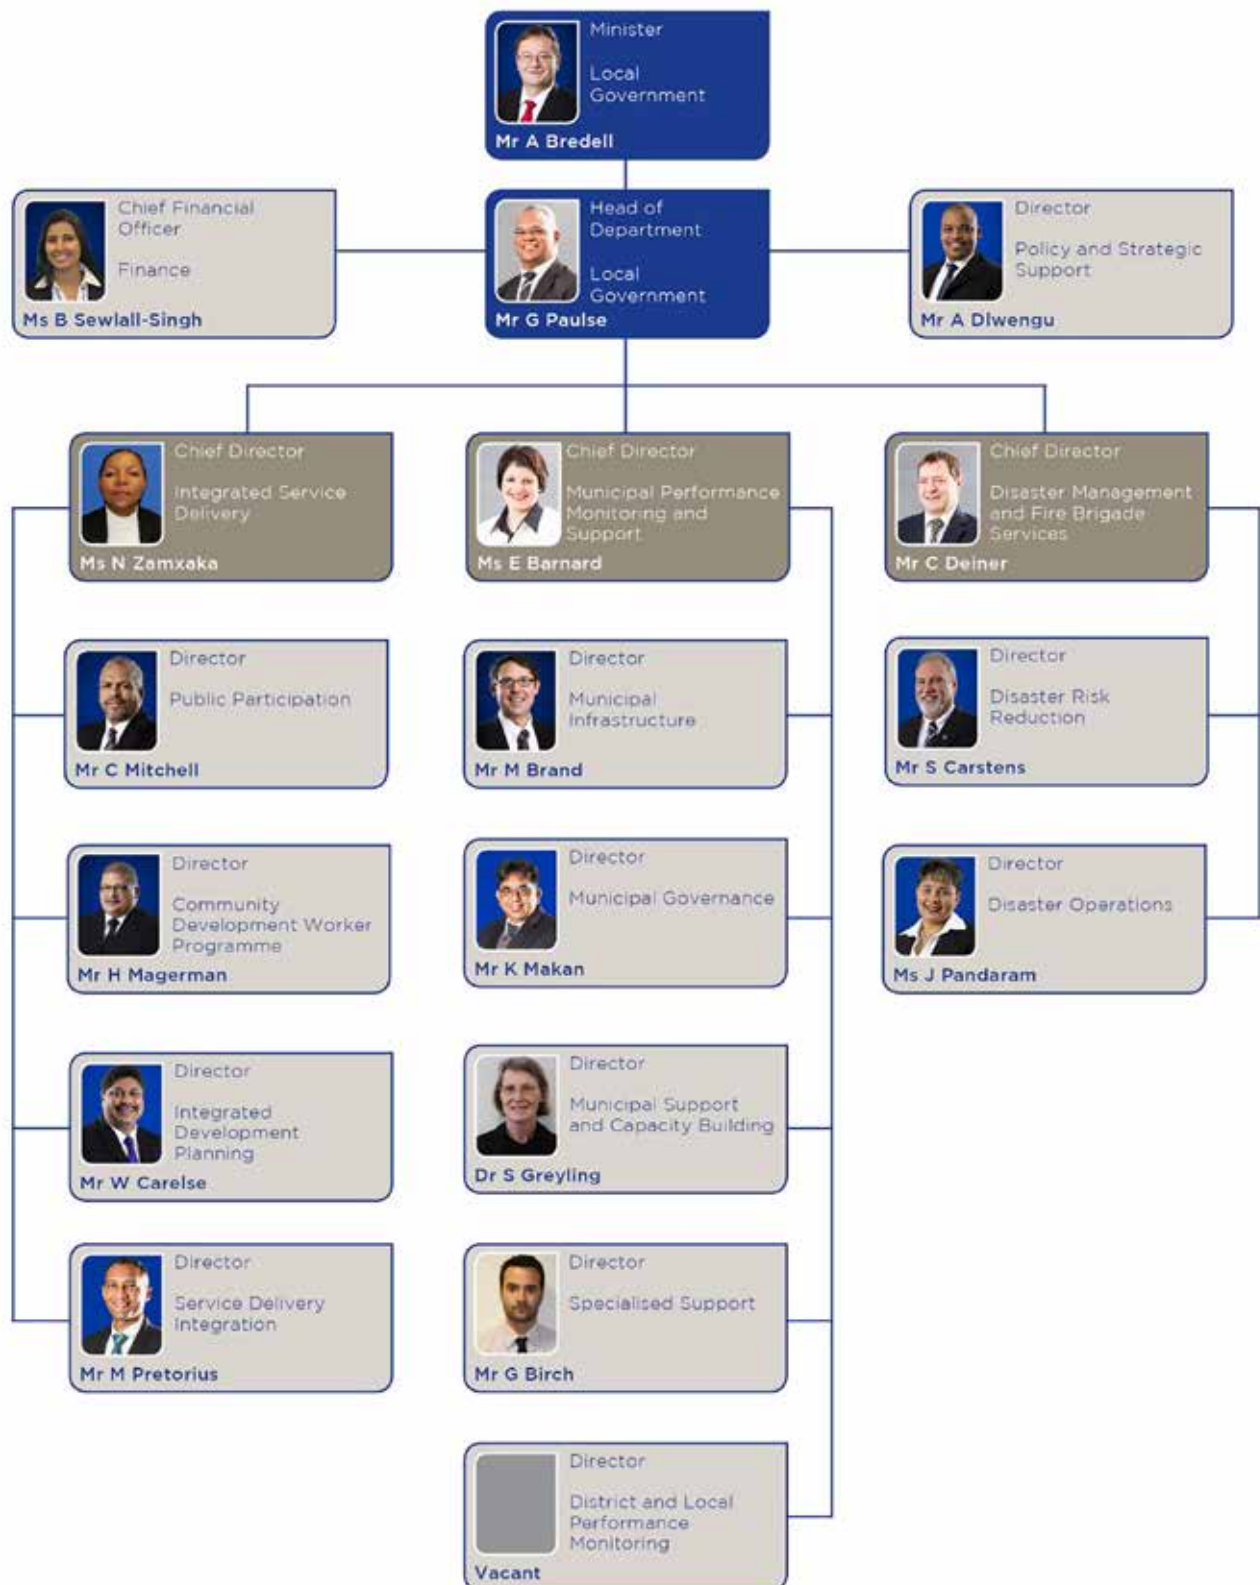 Minister
Local
Government
Mr A Bredell
Chief Financial
Officer
Finance
Ms B Sewlall-Singh
Head of
Department
Local
Government
Mr G Paulse
Director
Policy and Strategic
Support
Mr A Dlwengu
Chief Director
Integrated Service
Delivery
Ms N Zamxaka
Chief Director
Municipal Performance
Monitoring and
Support
Ms E Barnard
Chief Director
Disaster Management
and Fire Brigade
Services
Mr C Deiner
Director
Public Participation
Mr C Mitchell
Director
Municipal
Infrastructure
Mr M Brand
Director
Disaster Risk
Reduction
Mr S Carstens
Director
Community
Development Worker
Programme
Mr H Magerman
Director
Municipal Governance
Mr K Makan
Director
Disaster Operations
Ms J Pandaram
Director
Integrated
Development
Planning
Mr W Carelse
Director
Municipal Support
and Capacity Building
Dr S Greyling
Director
Service Delivery
Integration
Mr M Pretorius
Director
Specialised Support
Mr G Birch
Director
District and Local
Performance
Monitoring
Vacant